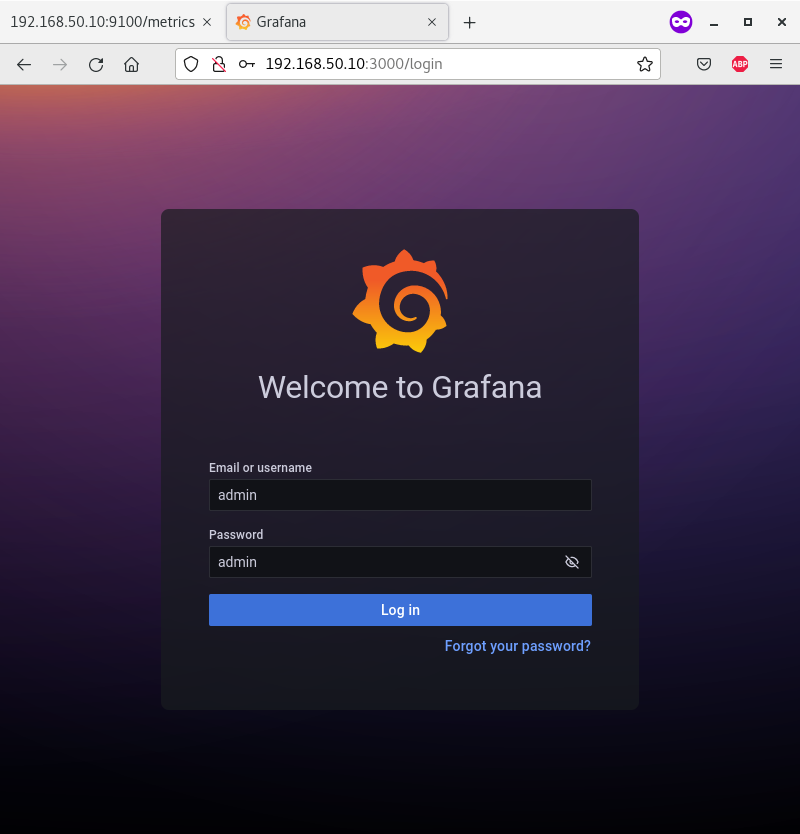 192.168.50.10:9100/metrics
Grafana
192.168.50.10:3000/login
ABP
Welcome to Grafana
Email or username
admin
Password
admin
Log in
Forgot your password?